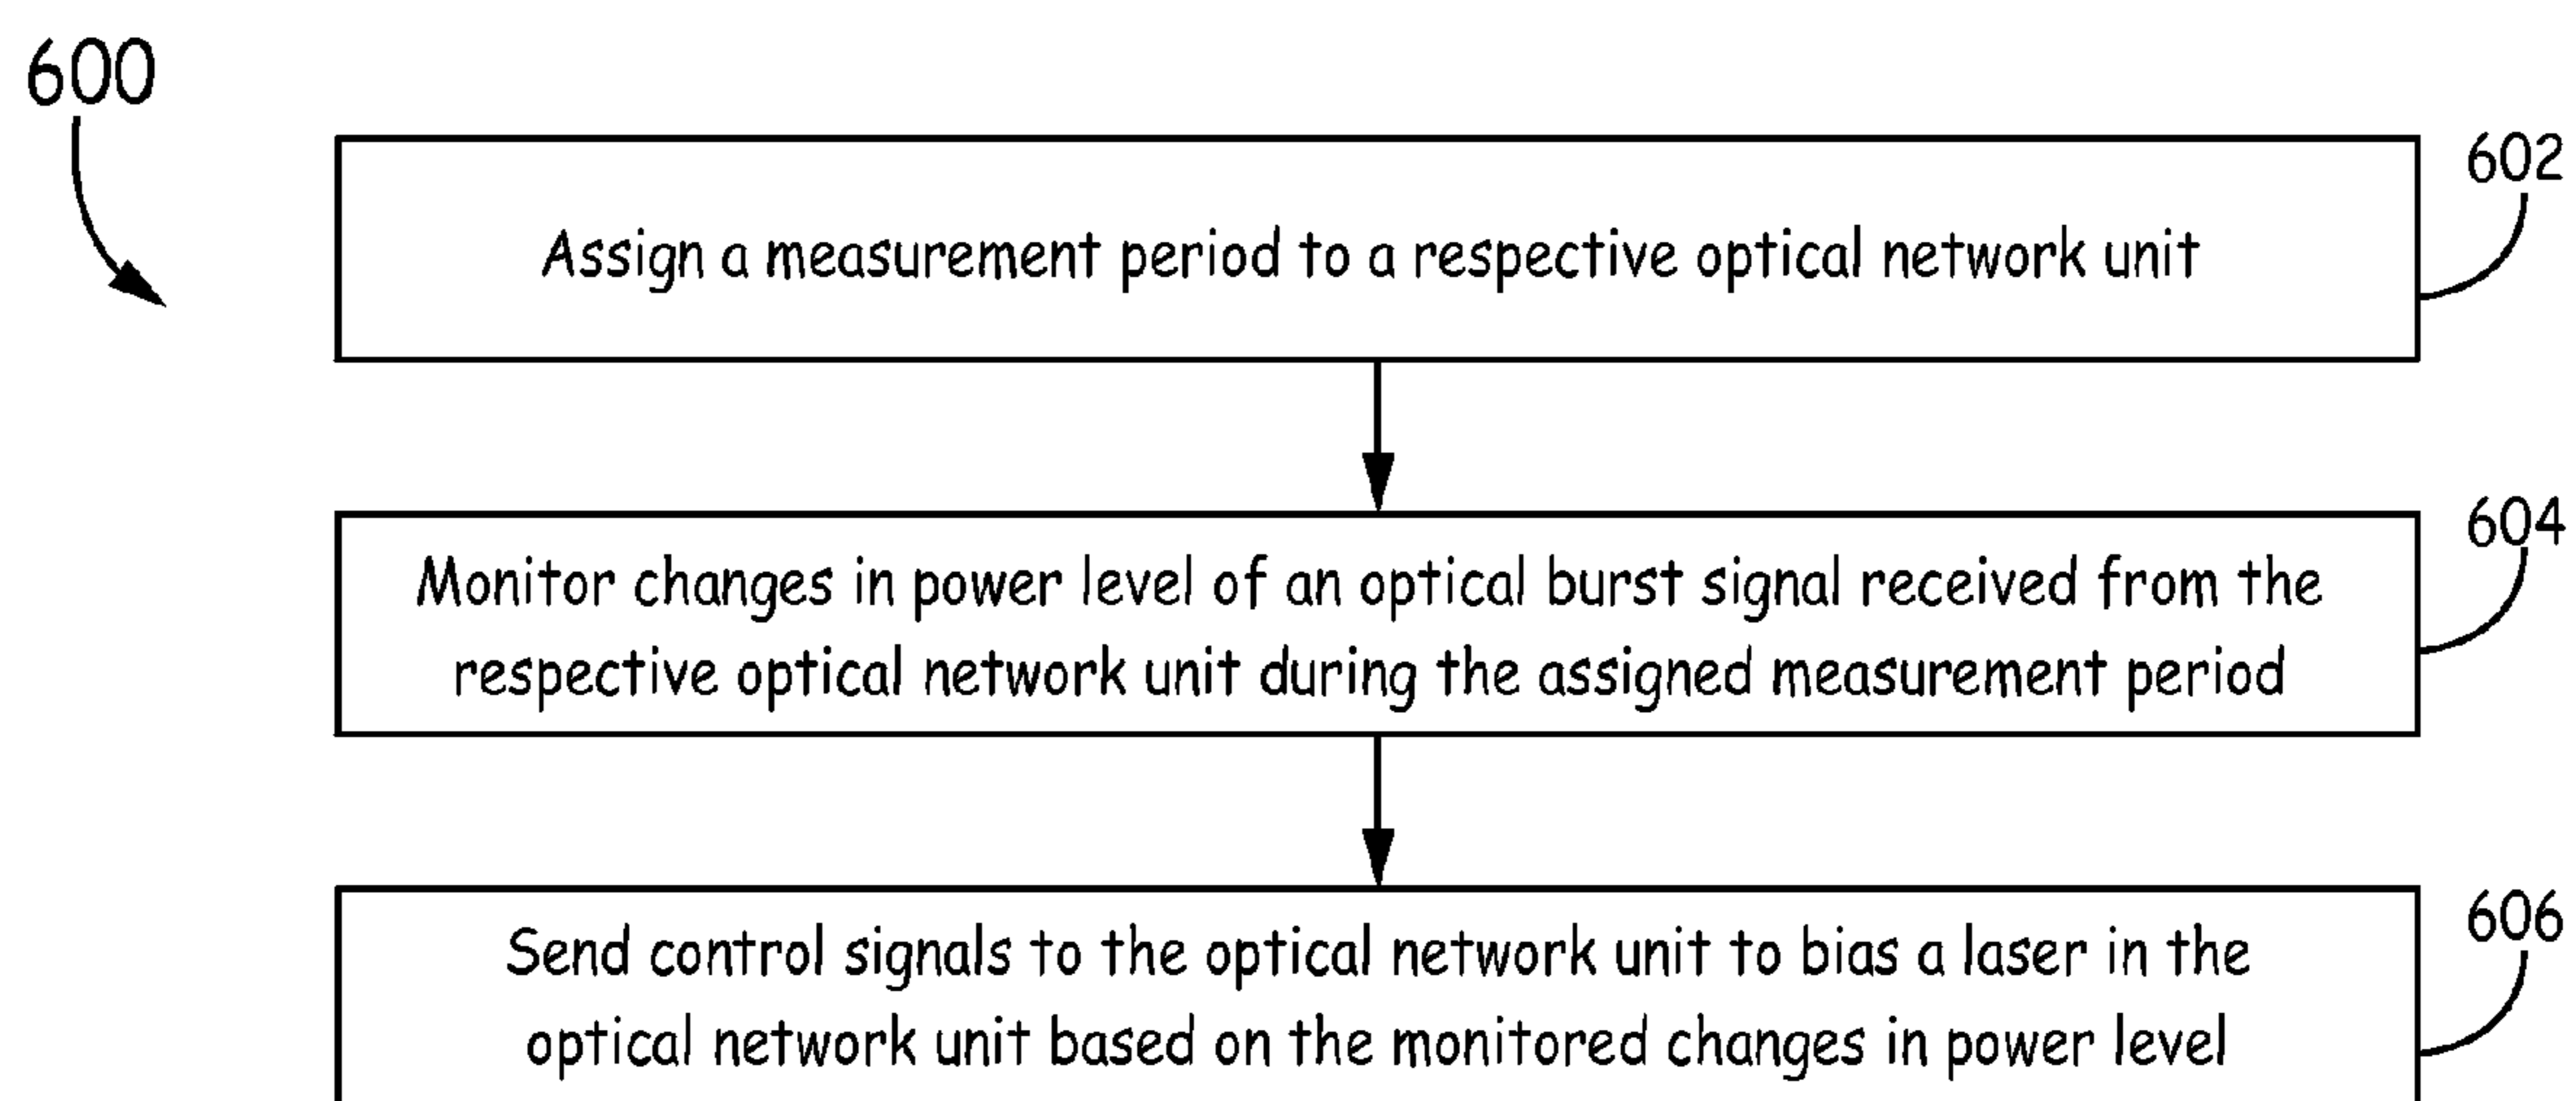 600
602
Assign a measurement period to a respective optical network unit
604
Monitor changes in power level of an optical burst signal received from the
respective optical network unit during the assigned measurement period
606
Send control signals to the optical network unit to bias a laser in the
optical network unit based on the monitored changes in power level